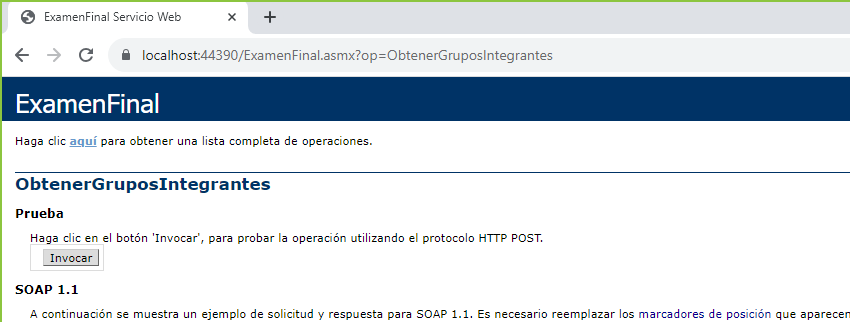 ExamenFinal Servicio Web
localhost:44390/ExamenFinal.asmx?op=ObtenerGruposIntegrantes
ExamenFinal
Haga clic aquí para obtener una lista completa de operaciones.
ObtenerGruposIntegrantes
Prueba
Haga clic en el botón 'Invocar', para probar la operación utilizando el protocolo HTTP POST.
Invocar
SOAP 1.1
A continuación se muestra un ejemplo de solicitud y respuesta para SOAP 1.1. Es necesario reemplazar los marcadores de posición que aparecen